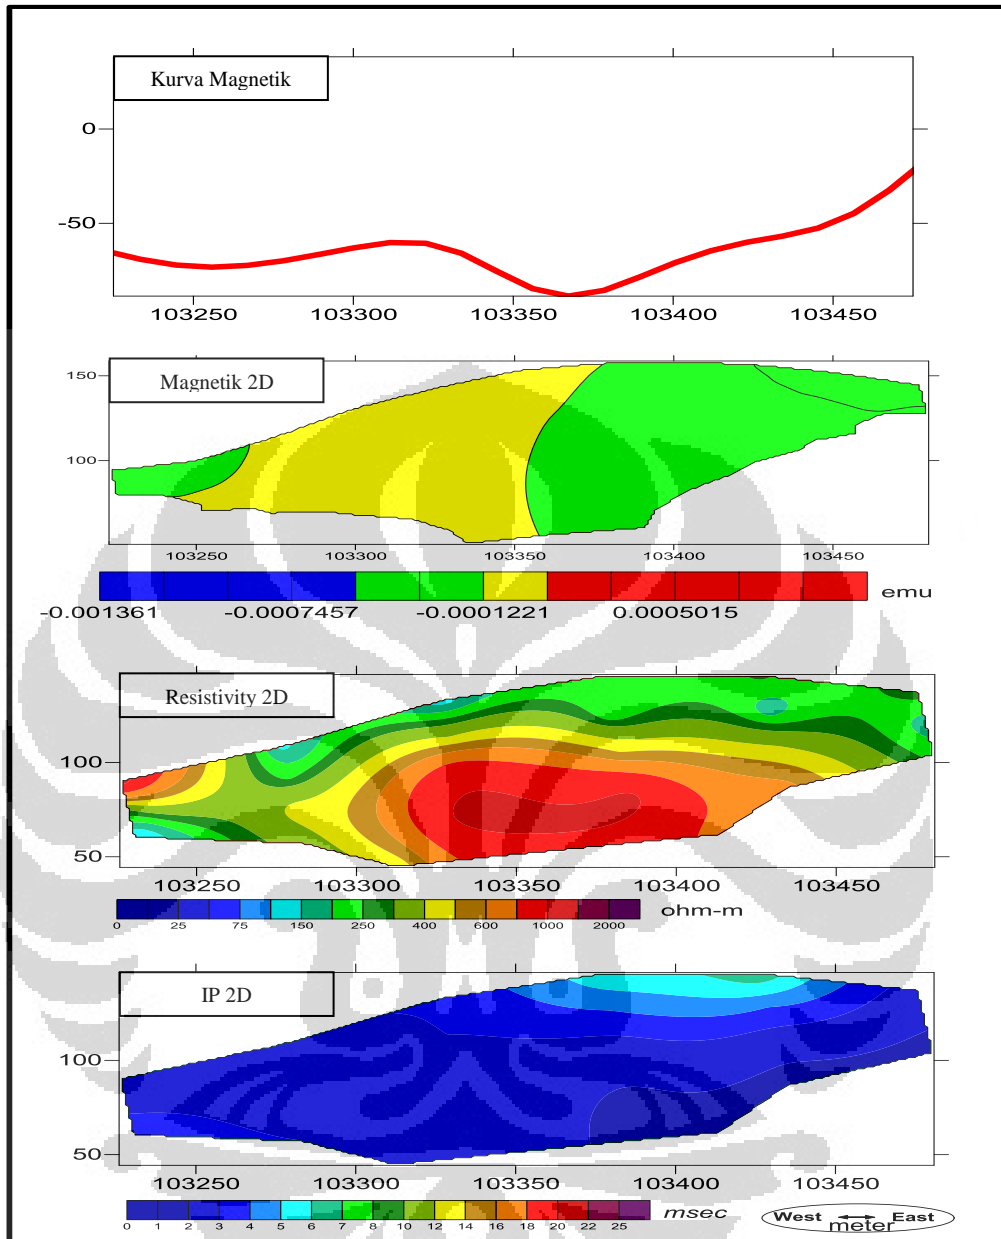 Kurva Magnetik
0
-50
103250 103300 103350 103400 103450
Magnetik 2D
150
100
103250 103300 103350 103400 103450
-0.001361 -0.0007457 -0.0001221 0.0005015 emu
Resistivity 2D
100
50
103250 103300 103350 103400 103450
0 25 75 150 250 400 600 1000 2000 ohm-m
IP 2D
100
50
103250 103300 103350 103400 103450
0 1 2 3 4 5 6 7 8 10 12 14 16 18 20 22 25 msec
West East
meter